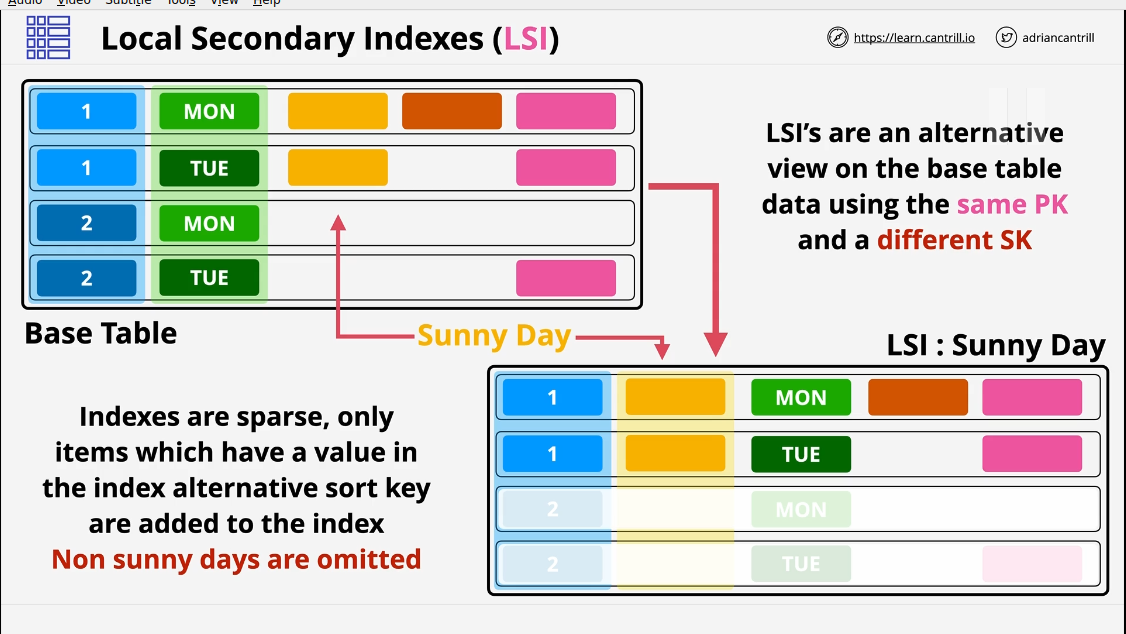 Audio Video Subtitle Tools View Help
Local Secondary Indexes (LSI)
https://learn.cantrill.io
adriancantrill
1 MON
1 TUE
2 MON
2 TUE
LSI's are an alternative
view on the base table
data using the same PK
and a different SK
Base Table
Sunny Day
LSI : Sunny Day
Indexes are sparse, only
items which have a value in
the index alternative sort key
are added to the index
Non sunny days are omitted
1 MON
1 TUE
2 MON
2 TUE